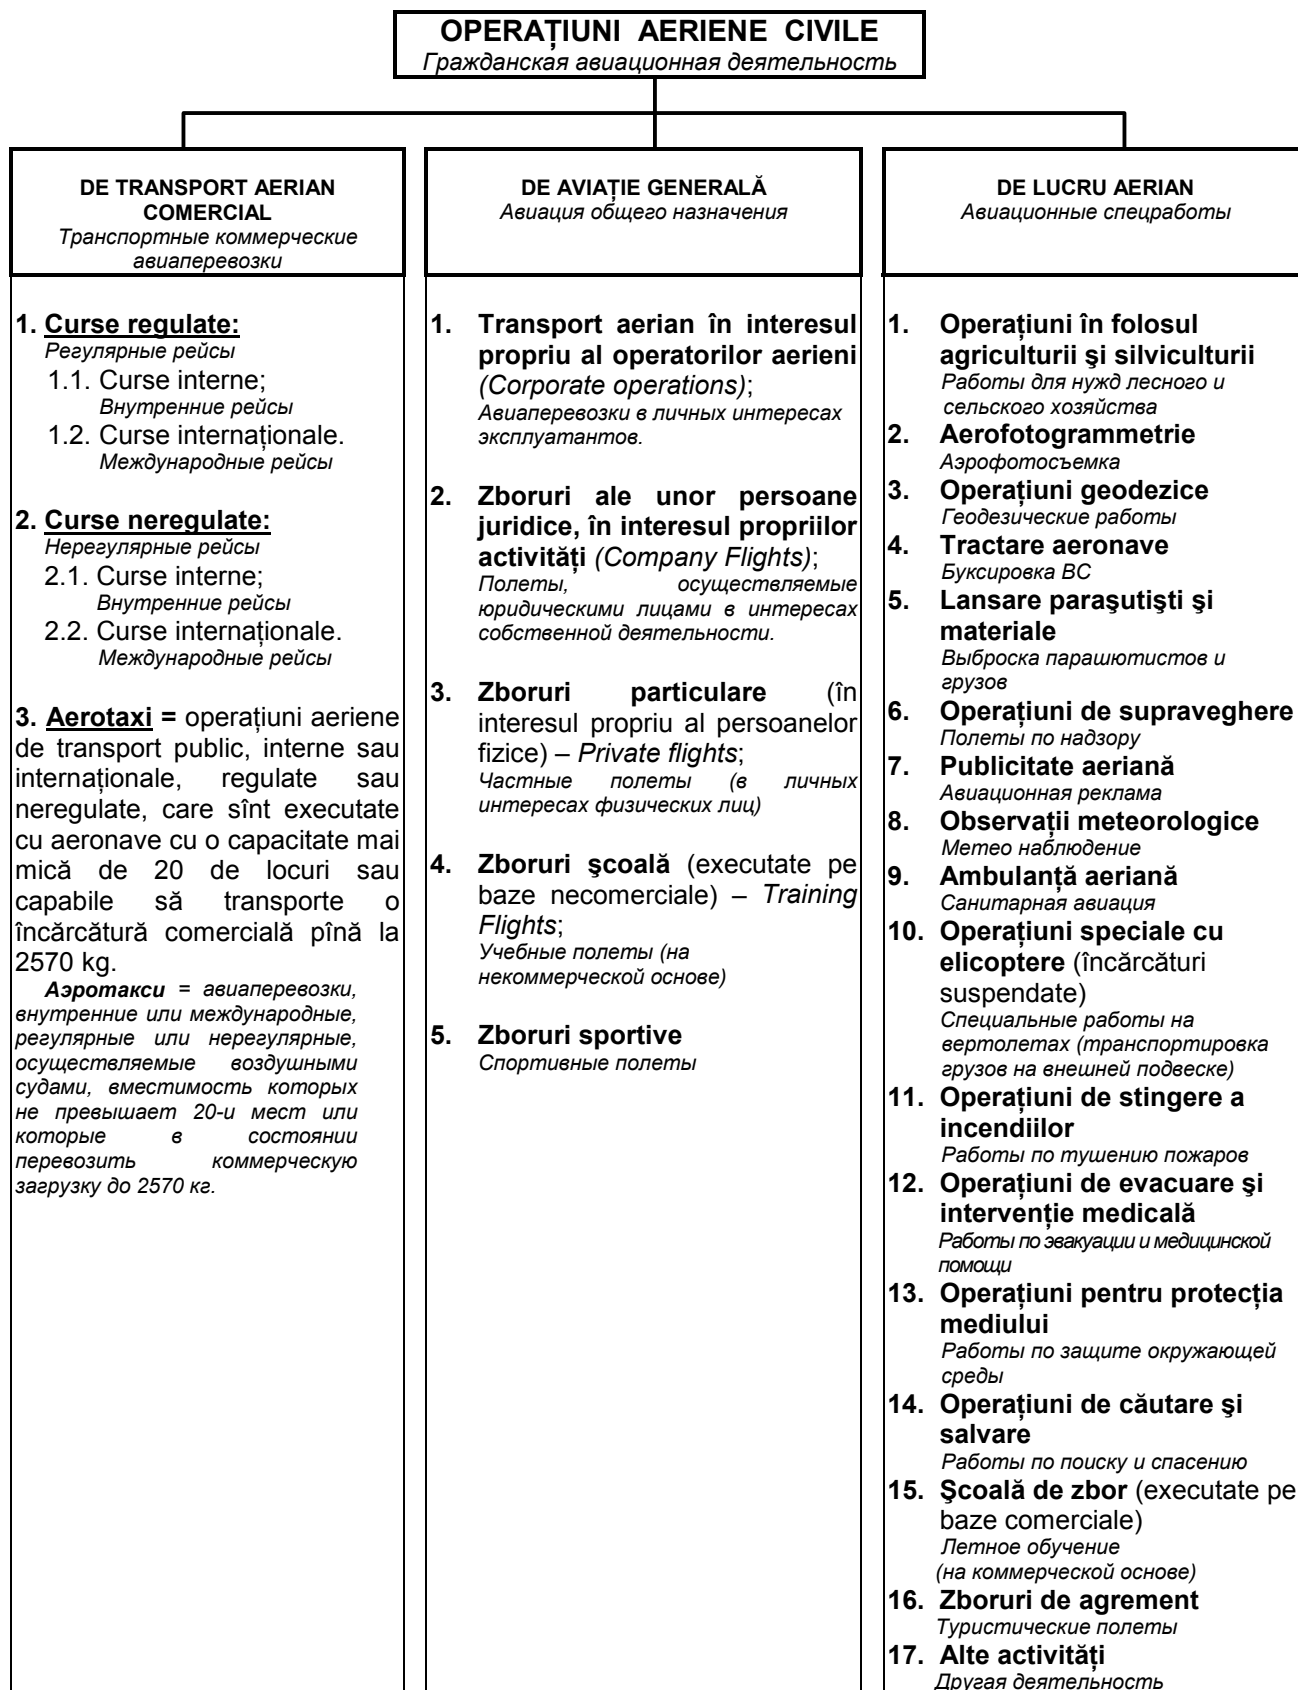 OPERAȚIUNI AERIENE CIVILE
Гражданская авиационная деятельность
DE TRANSPORT AERIAN
COMERCIAL
Транспортные коммерческие
авиаперевозки
1. Curse regulate:
Регулярные рейсы
1.1. Curse interne;
Внутренние рейсы
1.2. Curse internaționale.
Международные рейсы
2. Curse neregulate:
Нерегулярные рейсы
2.1. Curse interne;
Внутренние рейсы
2.2. Curse internaționale.
Международные рейсы
3. Aerotaxi = operațiuni aeriene
de transport public, interne sau
internaționale, regulate sau
neregulate, care sînt executate
cu aeronave cu o capacitate mai
mică de 20 de locuri sau
capabile să transporte o
încărcătură comercială pînă la
2570 kg.
Аэротакси = авиаперевозки,
внутренние или международные,
регулярные или нерегулярные,
осуществляемые воздушными
судами, вместимость которых
не превышает 20-и мест или
которые в состоянии
перевозить коммерческую
загрузку до 2570 кг.
DE AVIAȚIE GENERALĂ
Авиация общего назначения
1. Transport aerian în interesul
propriu al operatorilor aerieni
(Corporate operations);
Авиаперевозки в личных интересах
эксплуатантов.
2. Zboruri ale unor persoane
juridice, în interesul propriilor
activități (Company Flights);
Полеты, осуществляемые
юридическими лицами в интересах
собственной деятельности.
3. Zboruri particulare (în
interesul propriu al persoanelor
fizice) – Private flights;
Частные полеты (в личных
интересах физических лиц)
4. Zboruri şcoală (executate pe
baze necomerciale) – Training
Flights;
Учебные полеты (на
некоммерческой основе)
5. Zboruri sportive
Спортивные полеты
DE LUCRU AERIAN
Авиационные спецработы
1. Operațiuni în folosul
agriculturii şi silviculturii
Работы для нужд лесного и
сельского хозяйства
2. Aerofotogrammetrie
Аэрофотосъемка
3. Operațiuni geodezice
Геодезические работы
4. Tractare aeronave
Буксировка ВС
5. Lansare paraşutişti şi
materiale
Выброска парашютистов и
грузов
6. Operațiuni de supraveghere
Полеты по надзору
7. Publicitate aeriană
Авиационная реклама
8. Observații meteorologice
Метео наблюдение
9. Ambulanță aeriană
Санитарная авиация
10. Operațiuni speciale cu
elicoptere (încărcături
suspendate)
Специальные работы на
вертолетах (транспортировка
грузов на внешней подвеске)
11. Operațiuni de stingere a
incendiilor
Работы по тушению пожаров
12. Operațiuni de evacuare şi
intervenție medicală
Работы по эвакуации и медицинской
помощи
13. Operațiuni pentru protecția
mediului
Работы по защите окружающей
среды
14. Operațiuni de căutare şi
salvare
Работы по поиску и спасению
15. Şcoală de zbor (executate pe
baze comerciale)
Летное обучение
(на коммерческой основе)
16. Zboruri de agrement
Туристические полеты
17. Alte activități
Другая деятельность